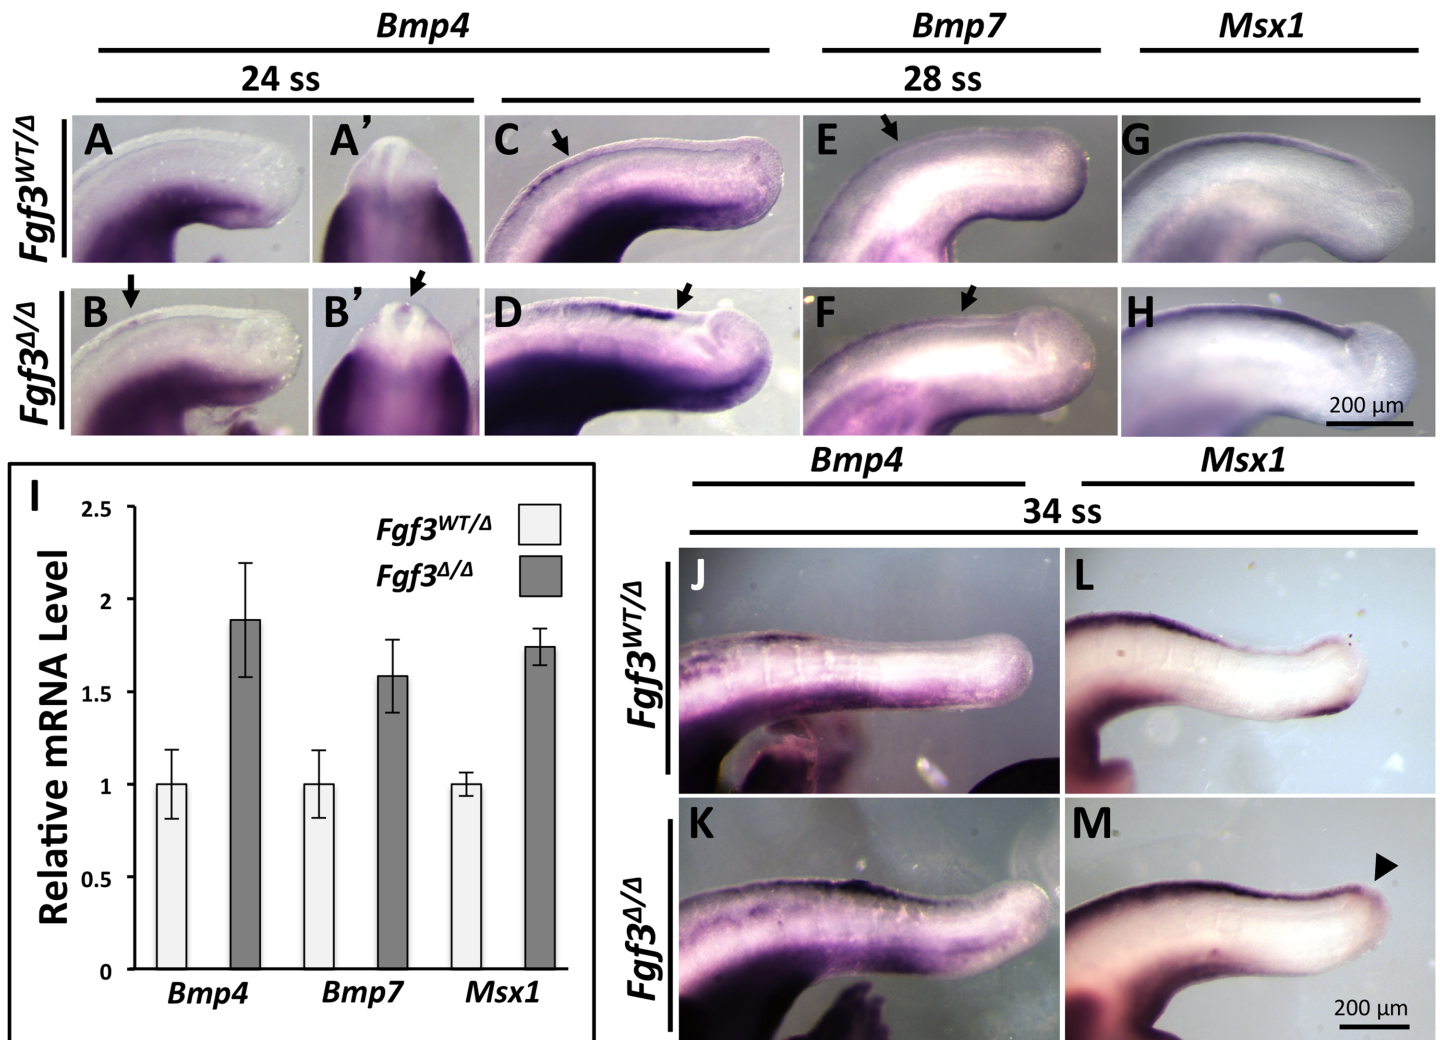 Bmp4 Bmp7 Msx1
24 ss 28 ss
Fgf3WT/Δ
A A’ C E G
Fgf3Δ/Δ
B B’ D F H
200 μm
I
Relative mRNA Level
2.5
2
1.5
1
0.5
0
Fgf3WT/Δ
Fgf3Δ/Δ
Bmp4 Bmp7 Msx1
Bmp4 Msx1
34 ss
Fgf3WT/Δ
J L
Fgf3Δ/Δ
K M
200 μm